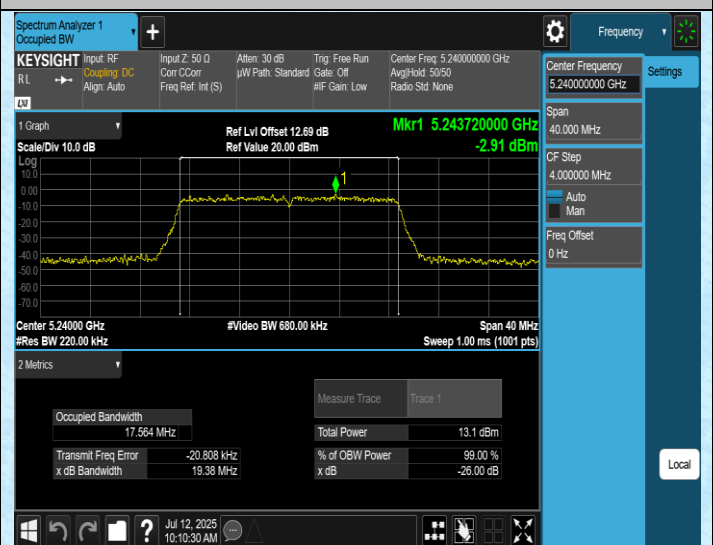 Spectrum Analyzer 1
Occupied BW
+
Frequency
KEYSIGHT
RL
LXI
Input: RF
Coupling: DC
Align: Auto
Input Z: 50 Ω
Corr CCorr
Freq Ref: Int (S)
Atten: 30 dB
µW Path: Standard
Trig: Free Run
Gate: Off
#IF Gain: Low
Center Freq: 5.240000000 GHz
Avg|Hold: 50/50
Radio Std: None
Center Frequency
5.240000000 GHz
Settings
Span
40.000 MHz
CF Step
4.000000 MHz
Auto
Man
Freq Offset
0 Hz
1 Graph
Scale/Div 10.0 dB
Ref Lvl Offset 12.69 dB
Ref Value 20.00 dBm
Mkr1 5.243720000 GHz
-2.91 dBm
Log
10.0
0.00
-10.0
-20.0
-30.0
-40.0
-50.0
-60.0
-70.0
1
Center 5.24000 GHz
#Res BW 220.00 kHz
#Video BW 680.00 kHz
Span 40 MHz
Sweep 1.00 ms (1001 pts)
2 Metrics
Measure Trace Trace 1
Occupied Bandwidth
17.564 MHz
Total Power 13.1 dBm
Transmit Freq Error -20.808 kHz
% of OBW Power 99.00 %
x dB Bandwidth 19.38 MHz
x dB -26.00 dB
Local
?
Jul 12, 2025
10:10:30 AM